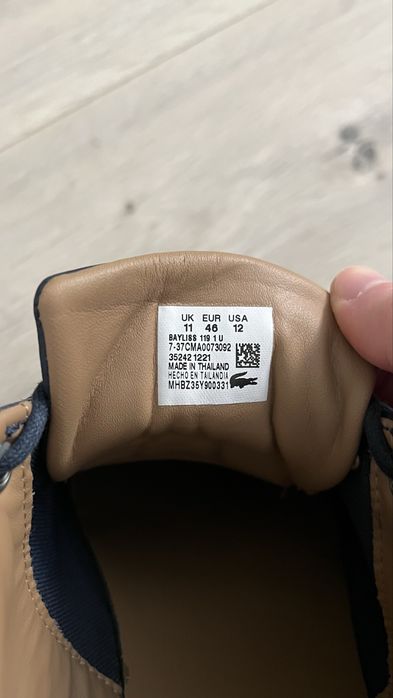 UK EUR USA
11 46 12
BAYLISS 119 1 U
7-37CMA0073092
35242 1221
MADE IN THAILAND
HECHO EN TAILANDIA
MHBZ35Y900331